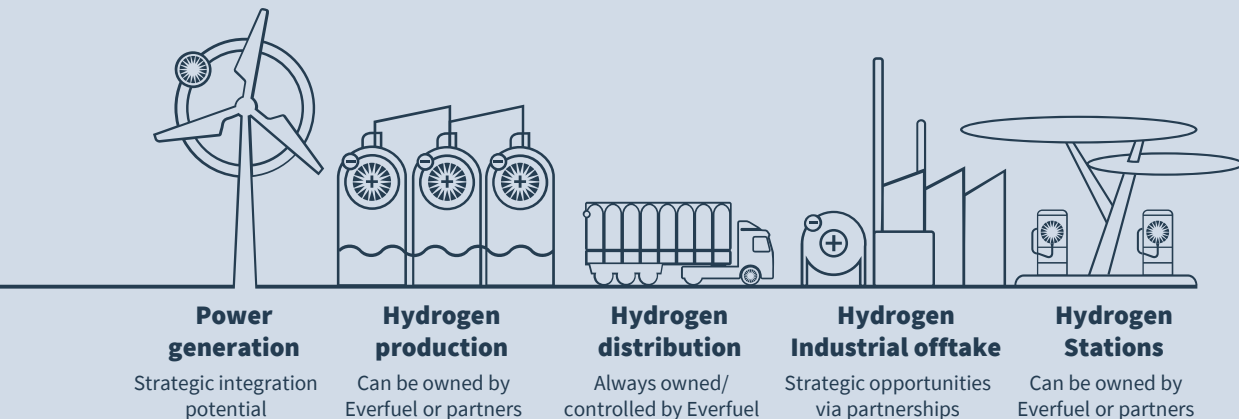 Power
generation
Strategic integration
potential
Hydrogen
production
Can be owned by
Everfuel or partners
Hydrogen
distribution
Always owned/
controlled by Everfuel
Hydrogen
Industrial offtake
Strategic opportunities
via partnerships
Hydrogen
Stations
Can be owned by
Everfuel or partners